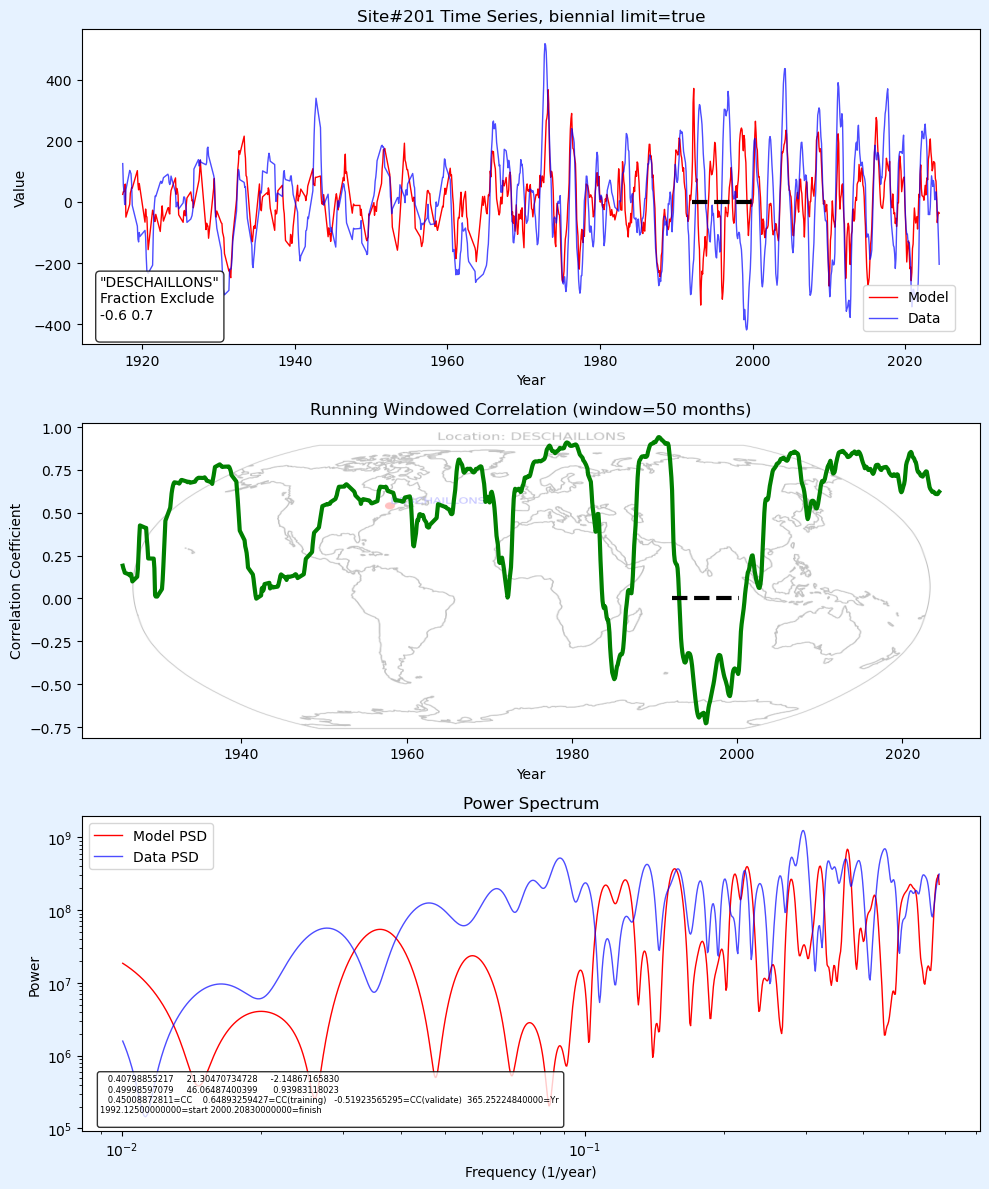 Site#201 Time Series, biennial limit=true
Value
400
200
0
−200
−400
"DESCHAILLONS"
Fraction Exclude
-0.6 0.7
Model
Data
1920 1940 1960 1980 2000 2020
Year
Running Windowed Correlation (window=50 months)
Location: DESCHAILLONS
Correlation Coefficient
1.00
0.75
0.50
0.25
0.00
−0.25
−0.50
−0.75
1940 1960 1980 2000 2020
Year
Power Spectrum
Model PSD
Data PSD
Power
10⁹
10⁸
10⁷
10⁶
10⁵
0.40798855217 21.30470734728 -2.14867165830
0.49998597079 46.06487400399 0.93983118023
0.45008872811=CC 0.64893259427=CC(training) -0.51923565295=CC(validate) 365.25224840000=Yr
1992.12500000000=start 2000.20830000000=finish
10⁻² 10⁻¹
Frequency (1/year)